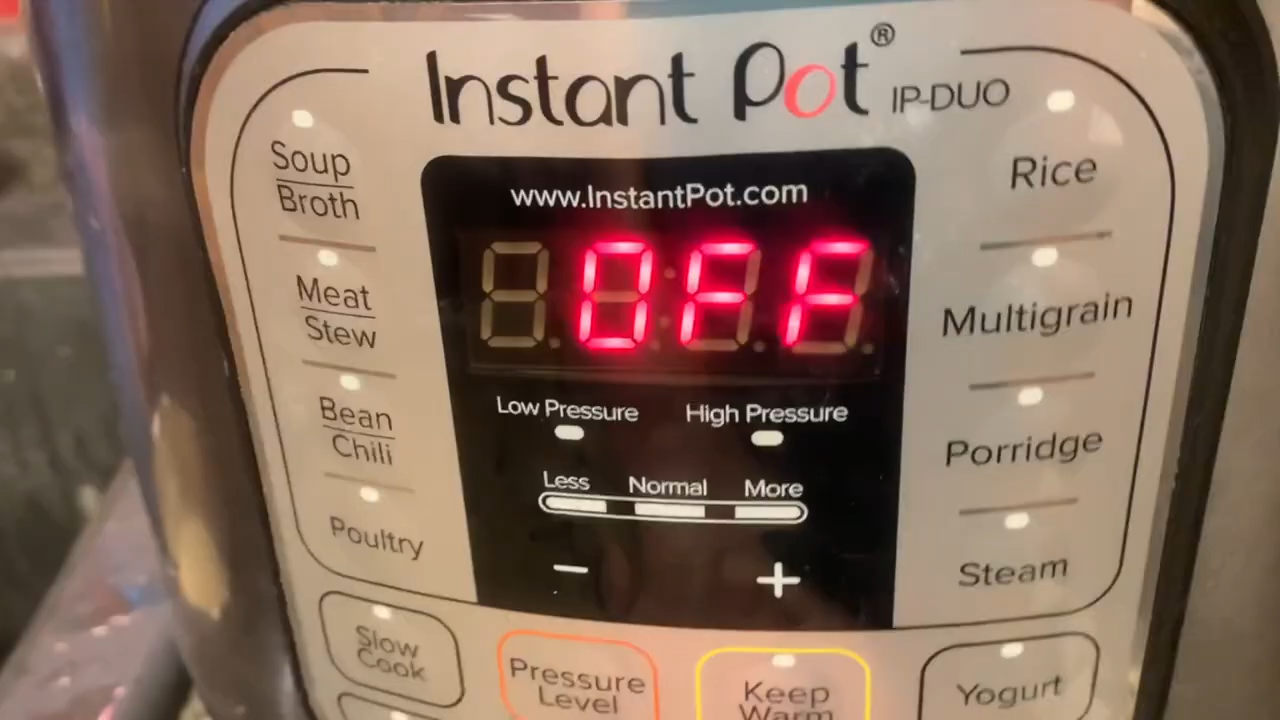 Instant Pot® IP-DUO
www.InstantPot.com
OFF
Low Pressure High Pressure
Less Normal More
− +
Soup
Broth
Meat
Stew
Bean
Chili
Poultry
Rice
Multigrain
Porridge
Steam
Slow
Cook
Pressure
Level
Keep
Warm
Yogurt